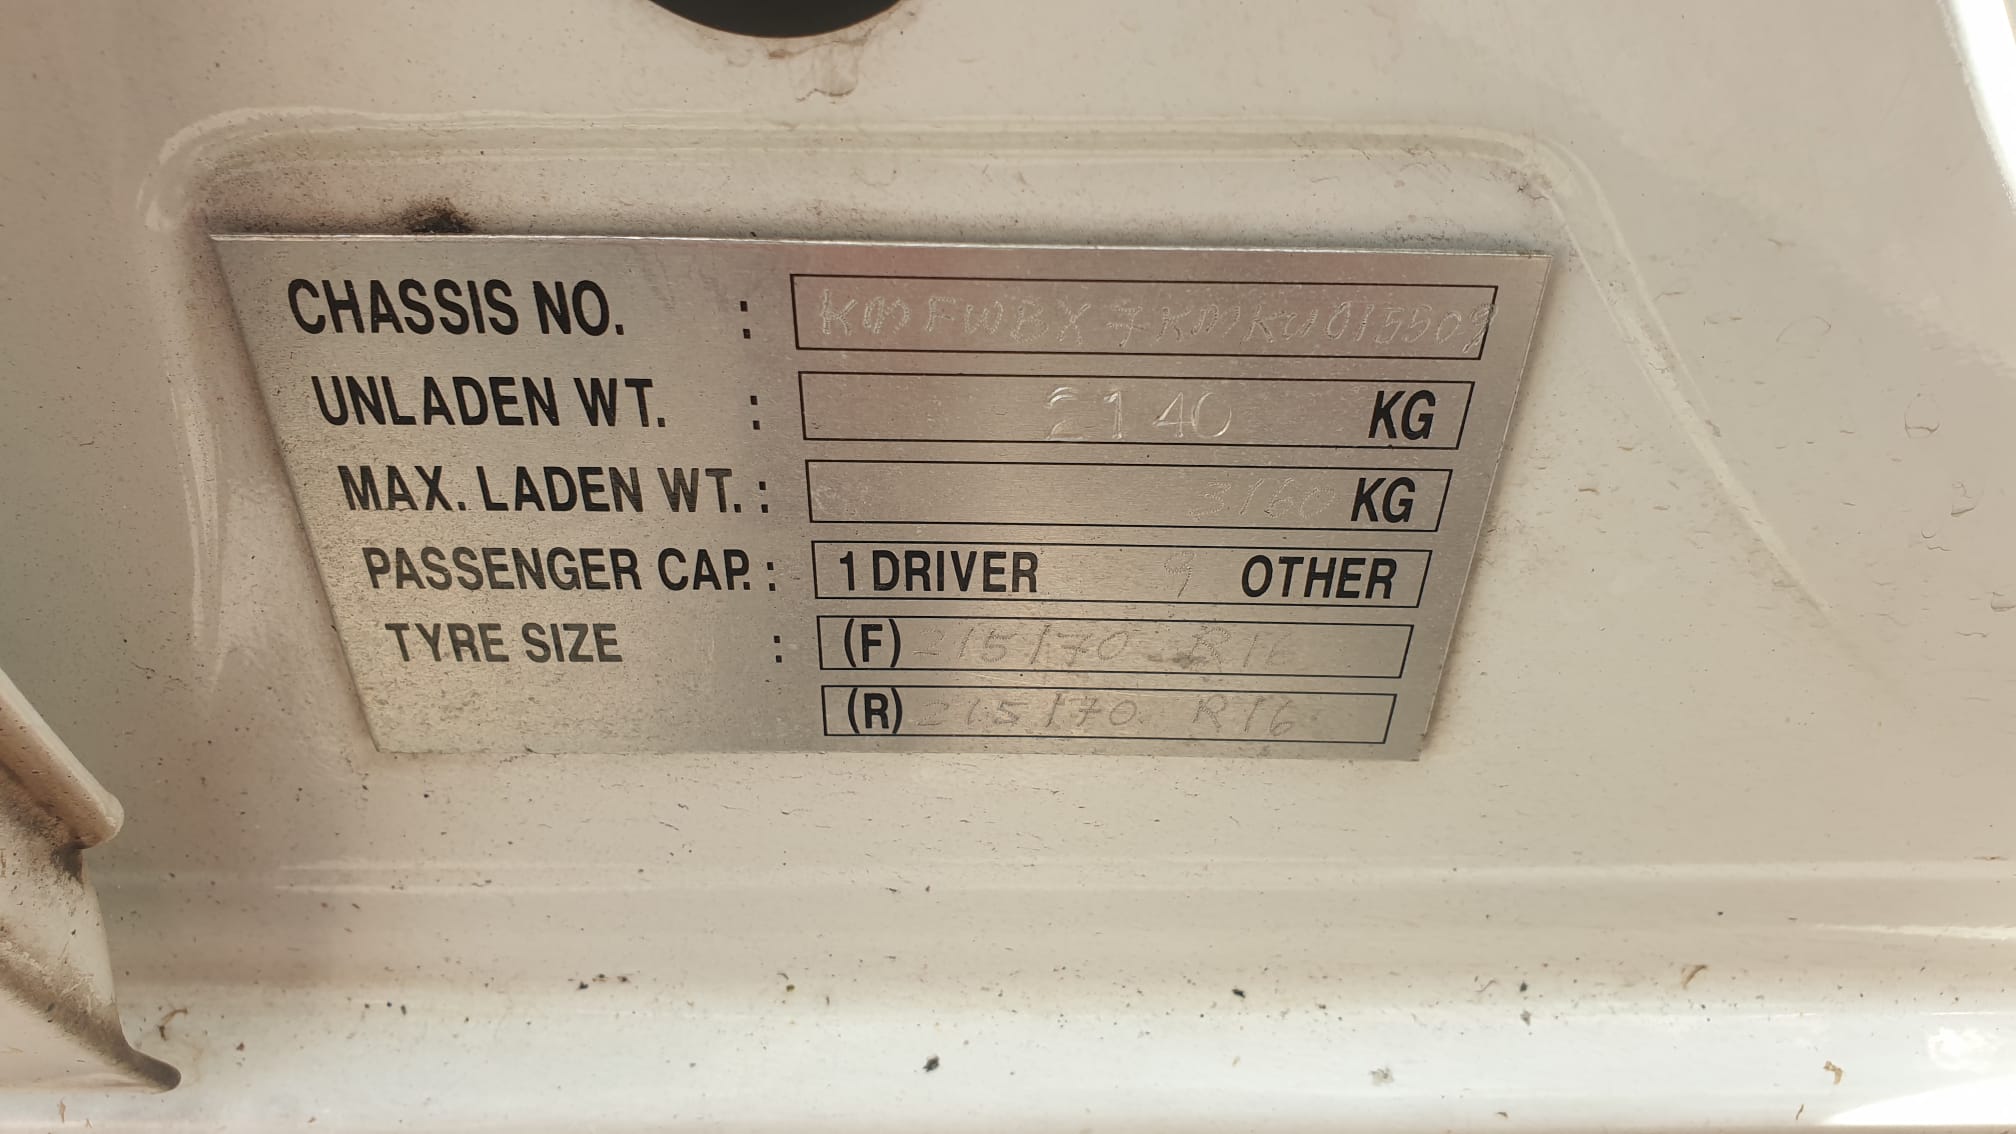 CHASSIS NO. : KMFWBX7KMKU015509
UNLADEN WT. : 2140 KG
MAX. LADEN WT. : 3160 KG
PASSENGER CAP. : 1 DRIVER 9 OTHER
TYRE SIZE : (F) 215/70 R16
(R) 215/70 R16